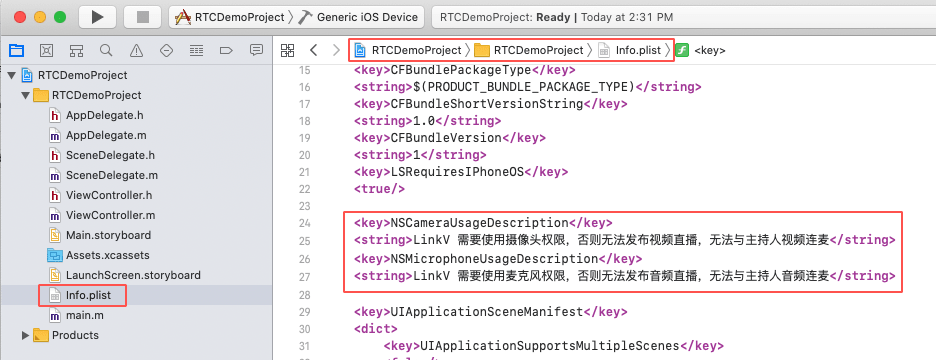 RTCDemoProject
Generic iOS Device
RTCDemoProject: Ready | Today at 2:31 PM
RTCDemoProject
RTCDemoProject
AppDelegate.h
AppDelegate.m
SceneDelegate.h
SceneDelegate.m
ViewController.h
ViewController.m
Main.storyboard
Assets.xcassets
LaunchScreen.storyboard
Info.plist
main.m
Products
RTCDemoProject
RTCDemoProject
Info.plist
<key>
15 <key>CFBundlePackageType</key>
16 <string>$(PRODUCT_BUNDLE_PACKAGE_TYPE)</string>
17 <key>CFBundleShortVersionString</key>
18 <string>1.0</string>
19 <key>CFBundleVersion</key>
20 <string>1</string>
21 <key>LSRequiresIPhoneOS</key>
22 <true/>
23
24 <key>NSCameraUsageDescription</key>
25 <string>LinkV 需要使用摄像头权限，否则无法发布视频直播，无法与主持人视频连麦</string>
26 <key>NSMicrophoneUsageDescription</key>
27 <string>LinkV 需要使用麦克风权限，否则无法发布音频直播，无法与主持人音频连麦</string>
28
29 <key>UIApplicationSceneManifest</key>
30 <dict>
31 <key>UIApplicationSupportsMultipleScenes</key>